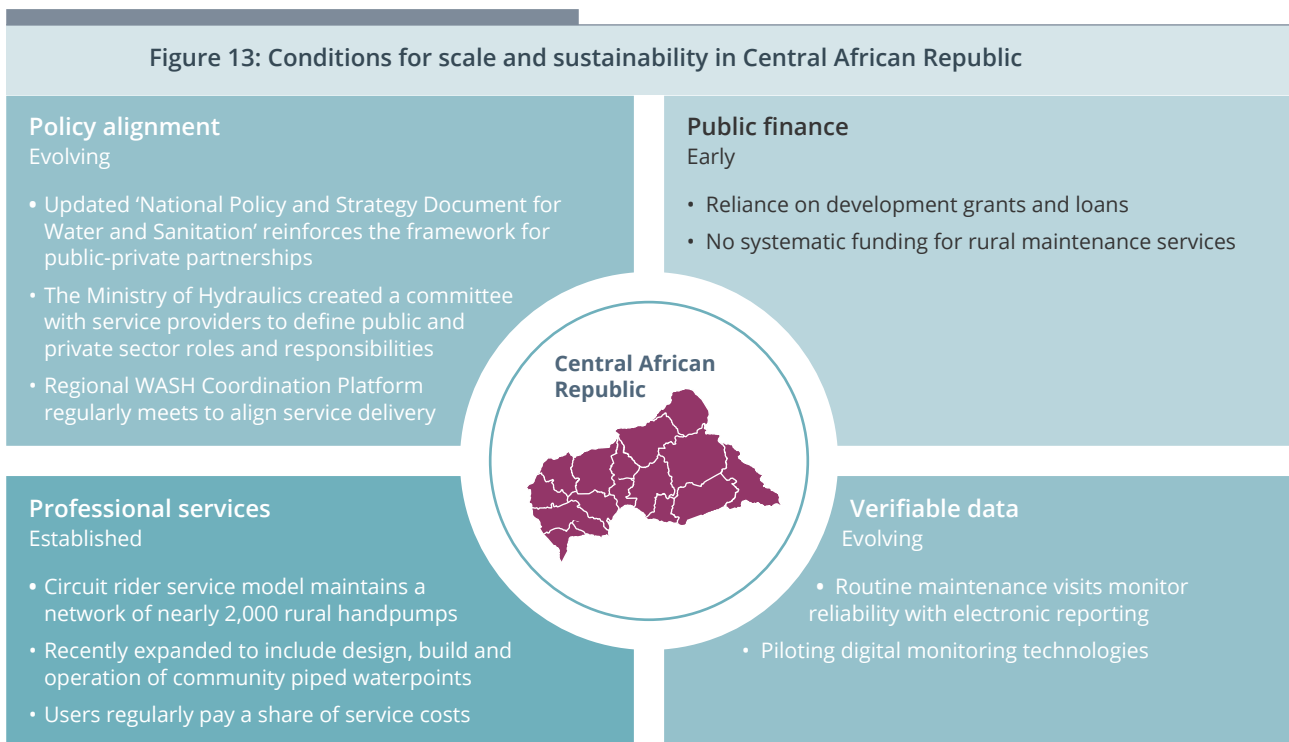 Figure 13: Conditions for scale and sustainability in Central African Republic
Policy alignment
Evolving
• Updated ‘National Policy and Strategy Document for
Water and Sanitation’ reinforces the framework for
public-private partnerships
• The Ministry of Hydraulics created a committee
with service providers to define public and
private sector roles and responsibilities
• Regional WASH Coordination Platform
regularly meets to align service delivery
Public finance
Early
• Reliance on development grants and loans
• No systematic funding for rural maintenance services
Central African
Republic
Professional services
Established
• Circuit rider service model maintains a
network of nearly 2,000 rural handpumps
• Recently expanded to include design, build and
operation of community piped waterpoints
• Users regularly pay a share of service costs
Verifiable data
Evolving
• Routine maintenance visits monitor
reliability with electronic reporting
• Piloting digital monitoring technologies